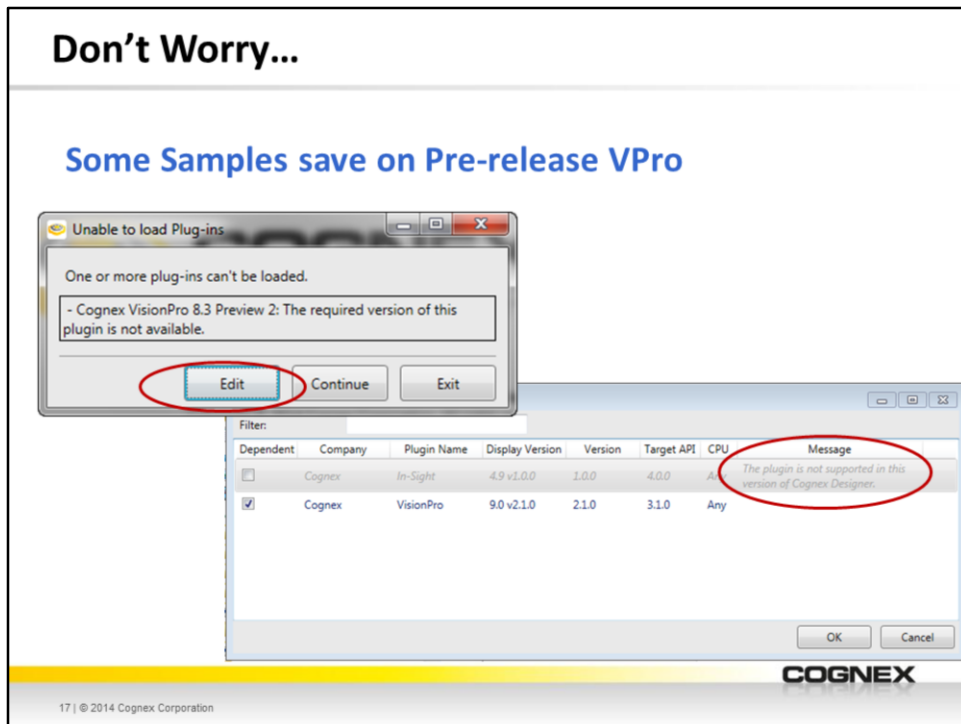 Don't Worry...
Some Samples save on Pre-release VPro
Unable to load Plug-ins
One or more plug-ins can't be loaded.
- Cognex VisionPro 8.3 Preview 2: The required version of this
plugin is not available.
Edit Continue Exit
Filter:
Dependent Company Plugin Name Display Version Version Target API CPU Message
Cognex In-Sight 4.9 v1.0.0 1.0.0 4.0.0 Any The plugin is not supported in this
version of Cognex Designer.
Cognex VisionPro 9.0 v2.1.0 2.1.0 3.1.0 Any
OK Cancel
COGNEX
17 | © 2014 Cognex Corporation